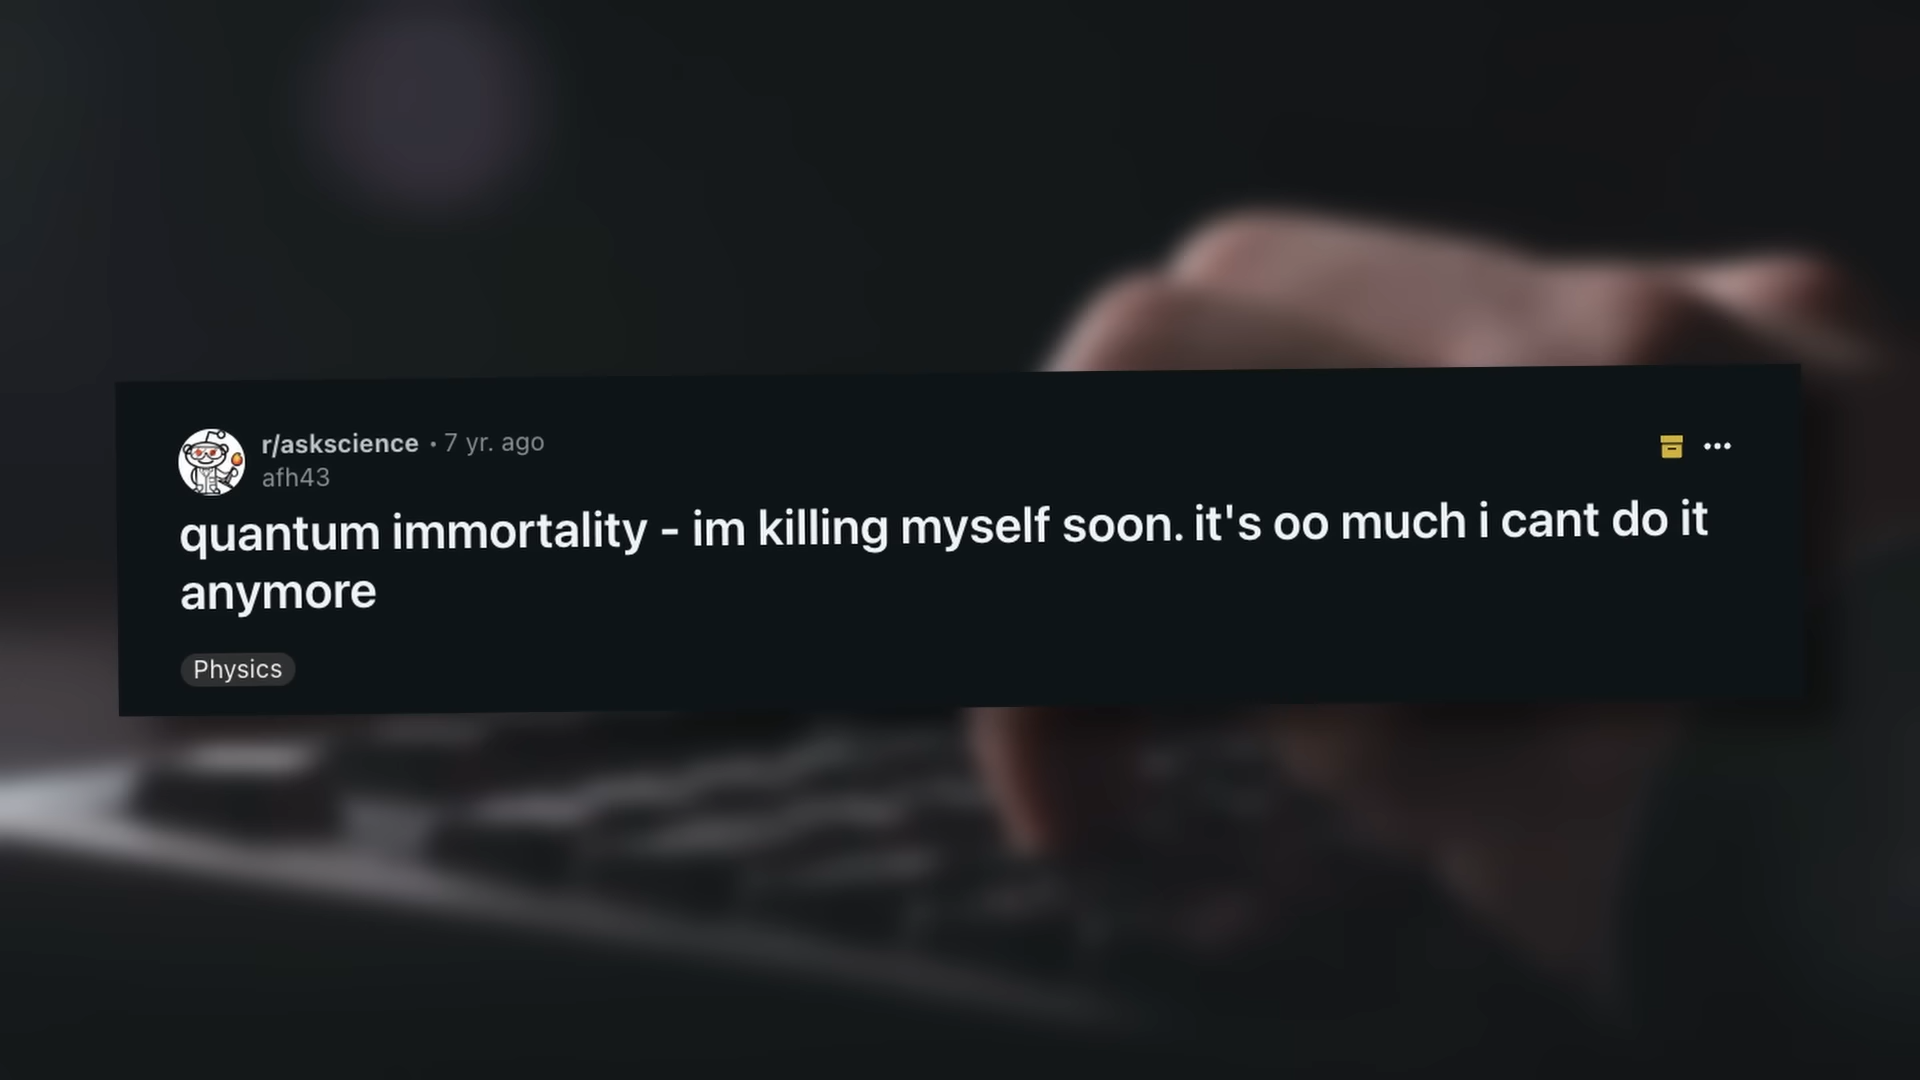 r/askscience • 7 yr. ago
afh43
quantum immortality - im killing myself soon. it's oo much i cant do it
anymore
Physics